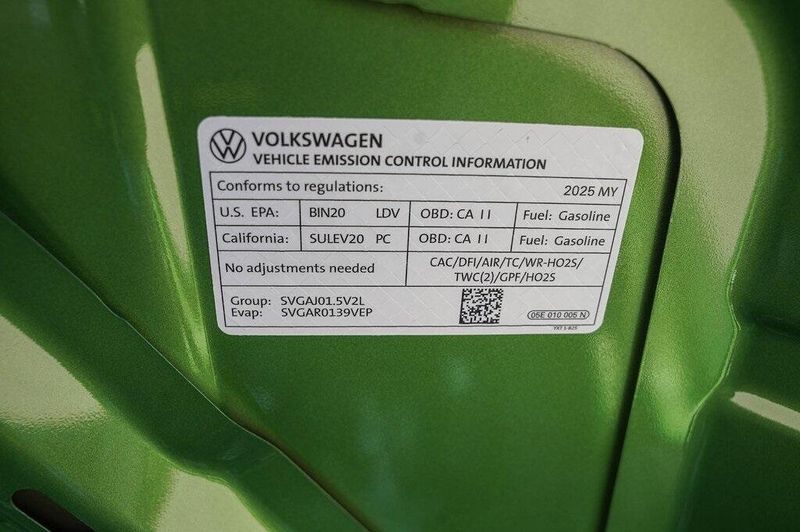 VOLKSWAGEN
VEHICLE EMISSION CONTROL INFORMATION
Conforms to regulations: 2025 MY
U.S. EPA: BIN20 LDV OBD: CA II Fuel: Gasoline
California: SULEV20 PC OBD: CA II Fuel: Gasoline
No adjustments needed
CAC/DFI/AIR/TC/WR-HO2S/
TWC(2)/GPF/HO2S
Group: SVGAJ01.5V2L
Evap: SVGAR0139VEP
05E 010 005 N